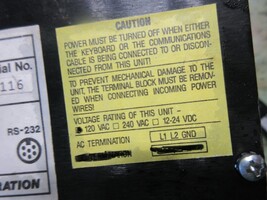 CAUTION
POWER MUST BE TURNED OFF WHEN EITHER
THE KEYBOARD OR THE COMMUNICATIONS
CABLE IS BEING CONNECTED TO OR DISCON-
NECTED FROM THIS UNIT!
TO PREVENT MECHANICAL DAMAGE TO THE
UNIT, THE TERMINAL BLOCK MUST BE REMOV-
ED WHEN CONNECTING INCOMING POWER
WIRES!
VOLTAGE RATING OF THIS UNIT -
120 VAC □ 240 VAC □ 12-24 VDC
AC TERMINATION L1 L2 GND
ial No.
116
RS-232
RATION